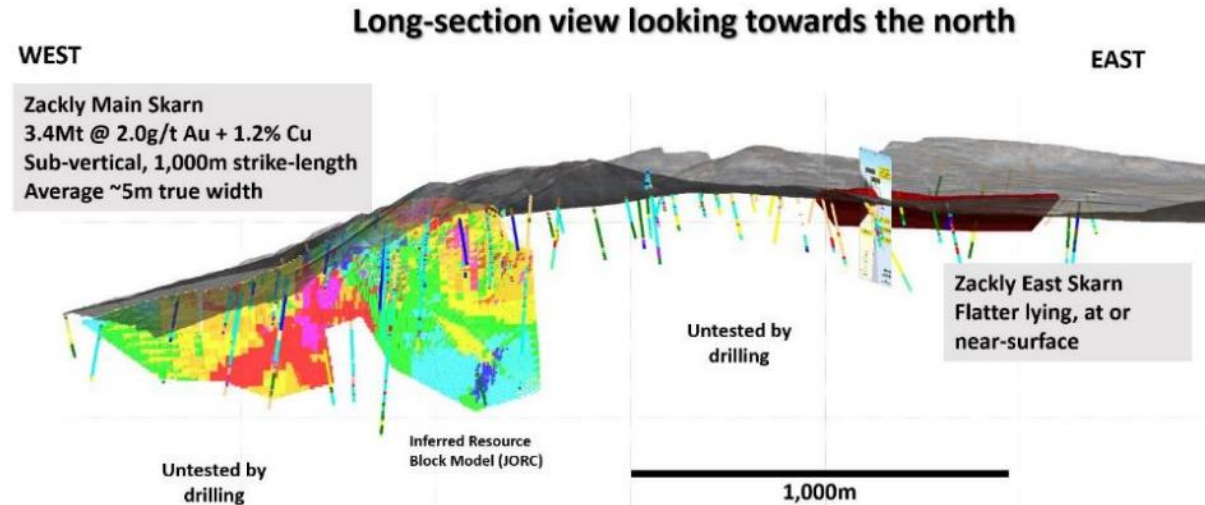 Long-section view looking towards the north
WEST
EAST
Zackly Main Skarn
3.4Mt @ 2.0g/t Au + 1.2% Cu
Sub-vertical, 1,000m strike-length
Average ~5m true width
Zackly East Skarn
Flatter lying, at or
near-surface
Untested by
drilling
Inferred Resource
Block Model (JORC)
Untested by
drilling
1,000m